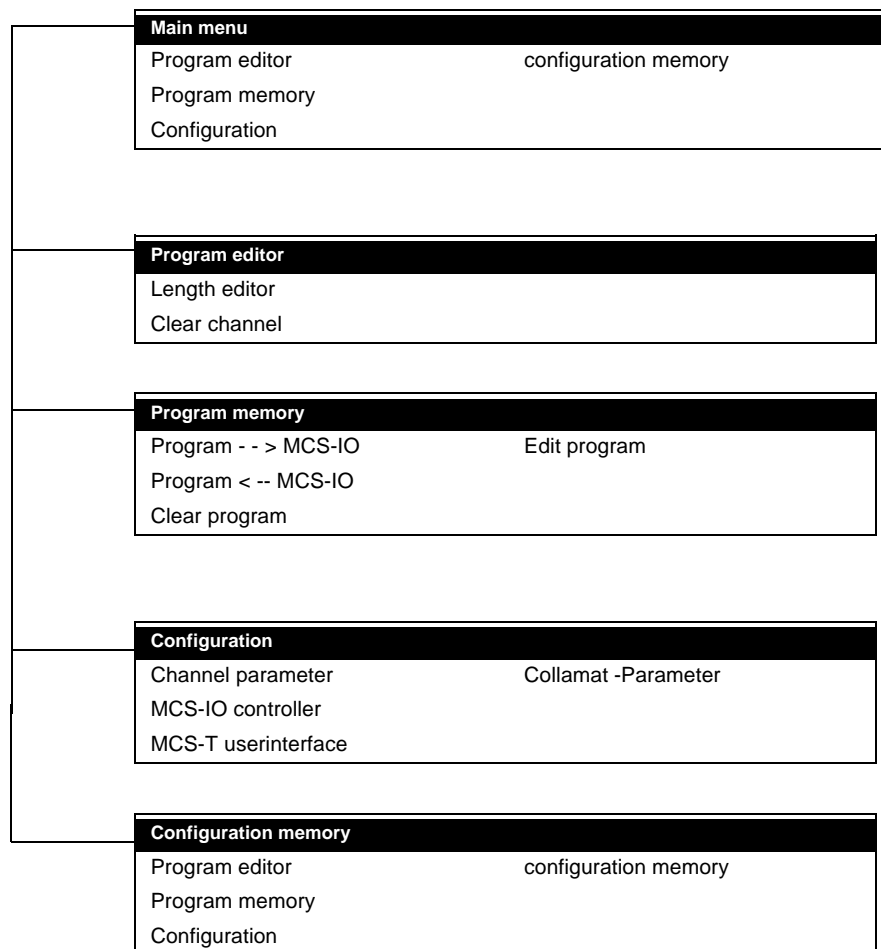 Main menu
Program editor configuration memory
Program memory
Configuration
Program editor
Length editor
Clear channel
Program memory
Program - - > MCS-IO Edit program
Program < -- MCS-IO
Clear program
Configuration
Channel parameter Collamat -Parameter
MCS-IO controller
MCS-T userinterface
Configuration memory
Program editor configuration memory
Program memory
Configuration